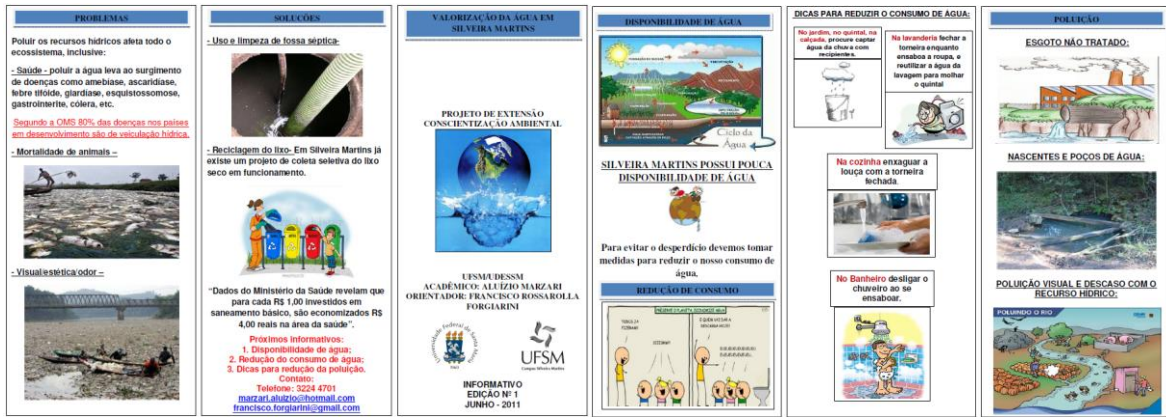 PROBLEMAS
Poluir os recursos hídricos afeta todo o
ecossistema, inclusive:
- Saúde - poluir a água leva ao surgimento
de doenças como amebíase, ascaridíase,
febre tifóide, giardíase, esquistossomose,
gastrointerite, cólera, etc.
Segundo a OMS 80% das doenças nos países
em desenvolvimento são de veiculação hídrica.
- Mortalidade de animais –
- Visual/estética/odor –
SOLUCÕES
- Uso e limpeza de fossa séptica-
- Reciclagem do lixo- Em Silveira Martins já
existe um projeto de coleta seletiva do lixo
seco em funcionamento.
“Dados do Ministério da Saúde revelam que
para cada R$ 1,00 investidos em
saneamento básico, são economizados R$
4,00 reais na área da saúde”.
Próximos informativos:
1. Disponibilidade de água;
2. Redução do consumo de água;
3. Dicas para redução da poluição.
Contato:
Telefone: 3224 4701
marzari.aluizio@hotmail.com
francisco.forgiarini@gmail.com
VALORIZAÇÃO DA ÁGUA EM
SILVEIRA MARTINS
PROJETO DE EXTENSÃO
CONSCIENTIZAÇÃO AMBIENTAL
UFSM/UDESSM
ACADÊMICO: ALUÍZIO MARZARI
ORIENTADOR: FRANCISCO ROSSAROLLA
FORGIARINI
Universidade Federal de Santa Maria
1960
UFSM
Campus Silveira Martins
INFORMATIVO
EDIÇÃO Nº 1
JUNHO - 2011
DISPONIBILIDADE DE ÁGUA
Ciclo da
Água
SILVEIRA MARTINS POSSUI POUCA
DISPONIBILIDADE DE ÁGUA
Para evitar o desperdício devemos tomar
medidas para reduzir o nosso consumo de
água.
REDUÇÃO DE CONSUMO
DICAS PARA REDUZIR O CONSUMO DE ÁGUA:
No jardim, no quintal, na
calçada, procure captar
água da chuva com
recipientes.
Na lavanderia fechar a
torneira enquanto
ensaboa a roupa, e
reutilizar a água da
lavagem para molhar
o quintal
Na cozinha enxaguar a
louça com a torneira
fechada.
No Banheiro desligar o
chuveiro ao se
ensaboar.
POLUIÇÃO
ESGOTO NÃO TRATADO:
NASCENTES E POÇOS DE ÁGUA:
POLUIÇÃO VISUAL E DESCASO COM O
RECURSO HÍDRICO:
POLUINDO O RIO